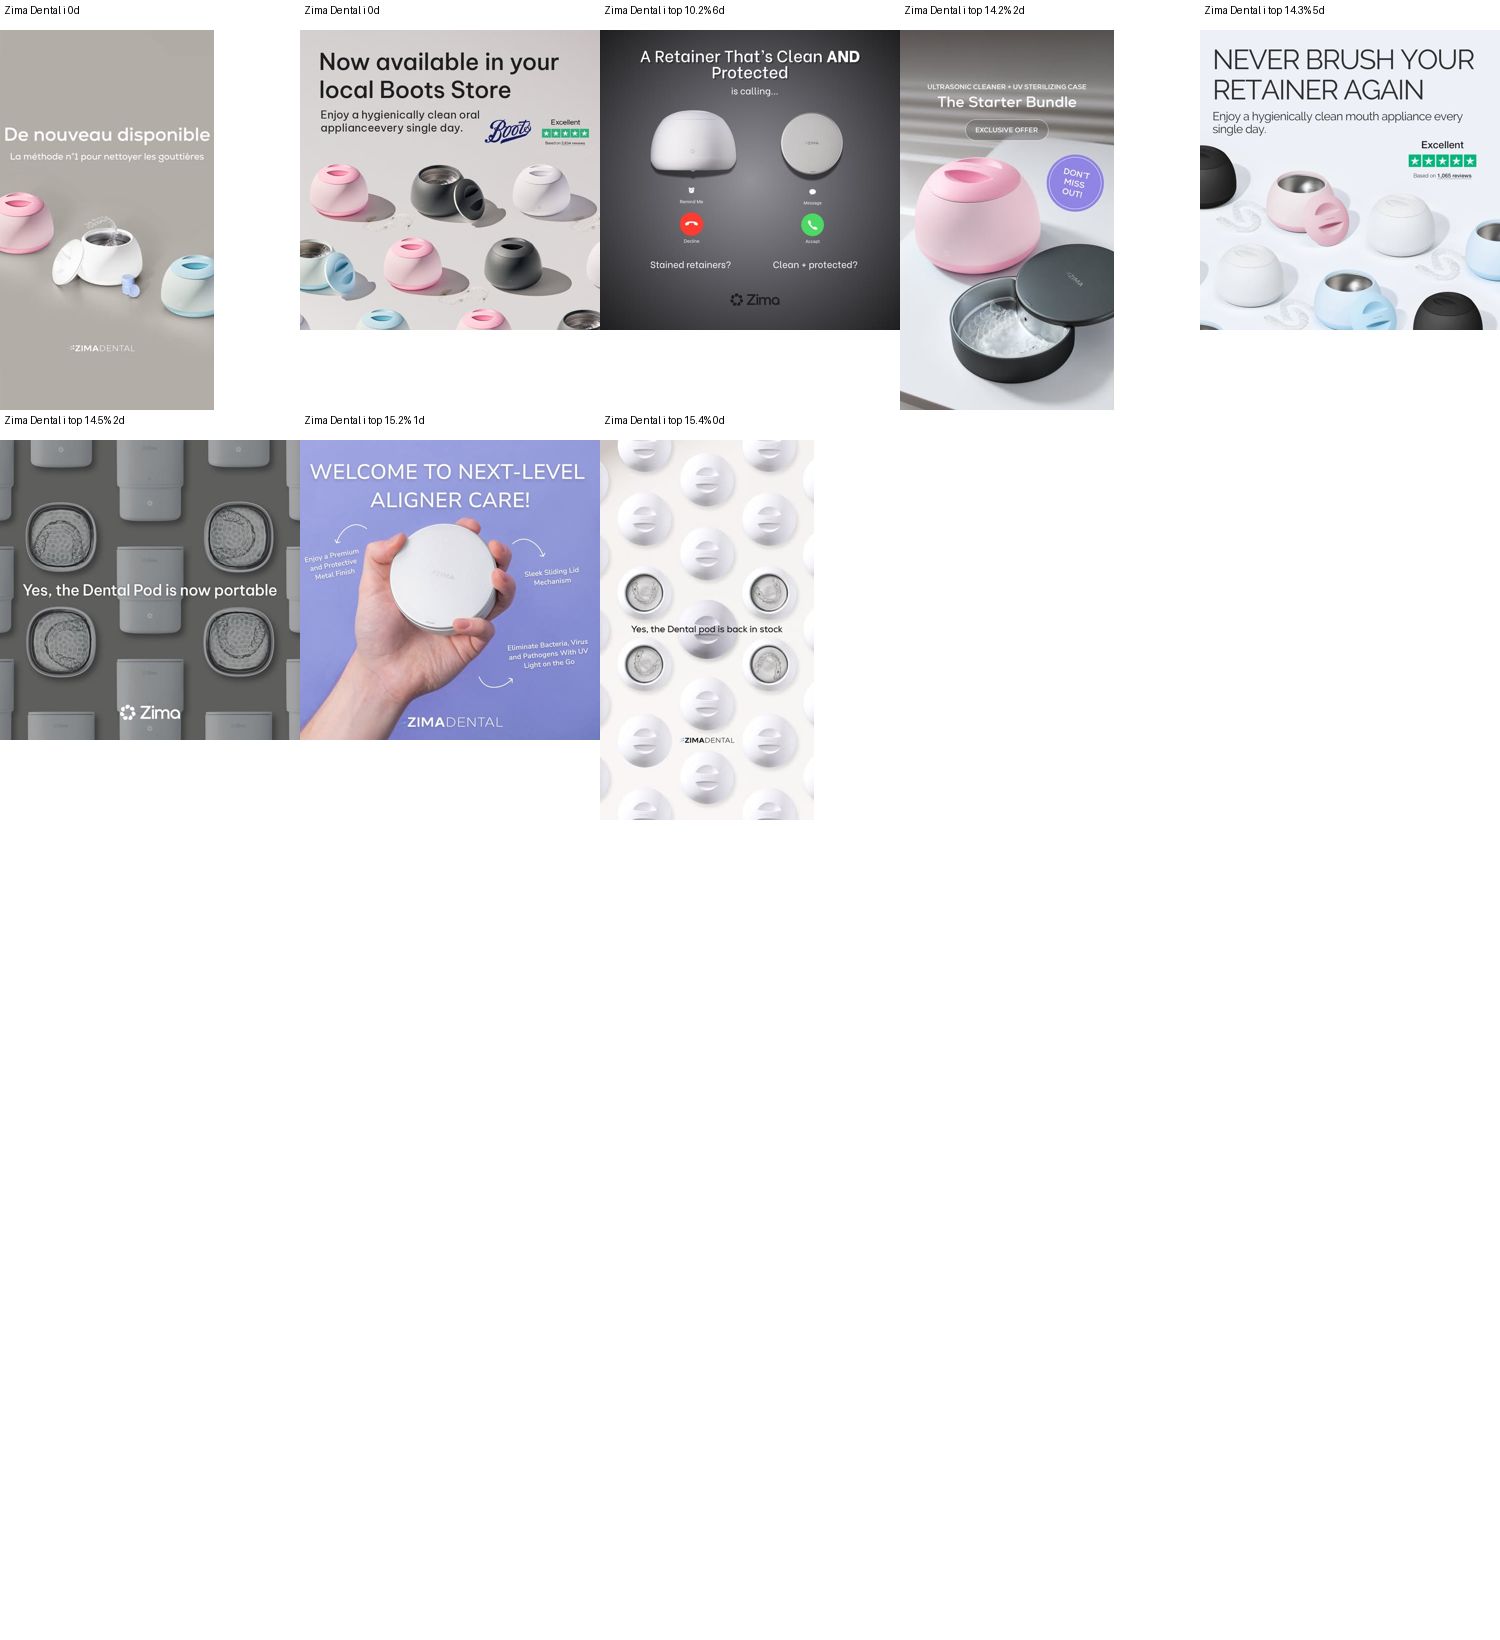 Zima Dental i 0d
Zima Dental i 0d
Zima Dental i top 10.2% 6d
Zima Dental i top 14.2% 2d
Zima Dental i top 14.3% 5d
De nouveau disponible
La méthode n°1 pour nettoyer les gouttières
ZIMADENTAL
Now available in your
local Boots Store
Enjoy a hygienically clean oral
applianceevery single day.
Boots
Excellent
Based on
reviews
A Retainer That's Clean AND
Protected
is calling...
Remind Me
Message
Decline
Accept
Stained retainers?
Clean + protected?
Zima
ULTRASONIC CLEANER + UV STERILIZING CASE
The Starter Bundle
EXCLUSIVE OFFER
DON'T
MISS
OUT!
ZIMA
NEVER BRUSH YOUR
RETAINER AGAIN
Enjoy a hygienically clean mouth appliance every
single day.
Excellent
Based on 1,065 reviews
Zima Dental i top 14.5% 2d
Zima Dental i top 15.2% 1d
Zima Dental i top 15.4% 0d
Yes, the Dental Pod is now portable
Zima
WELCOME TO NEXT-LEVEL
ALIGNER CARE!
Enjoy a Premium
and Protective
Metal Finish
ZIMA
Sleek Sliding Lid
Mechanism
Eliminate Bacteria, Virus
and Pathogens With UV
Light on the Go
ZIMADENTAL
Yes, the Dental pod is back in stock
ZIMADENTAL